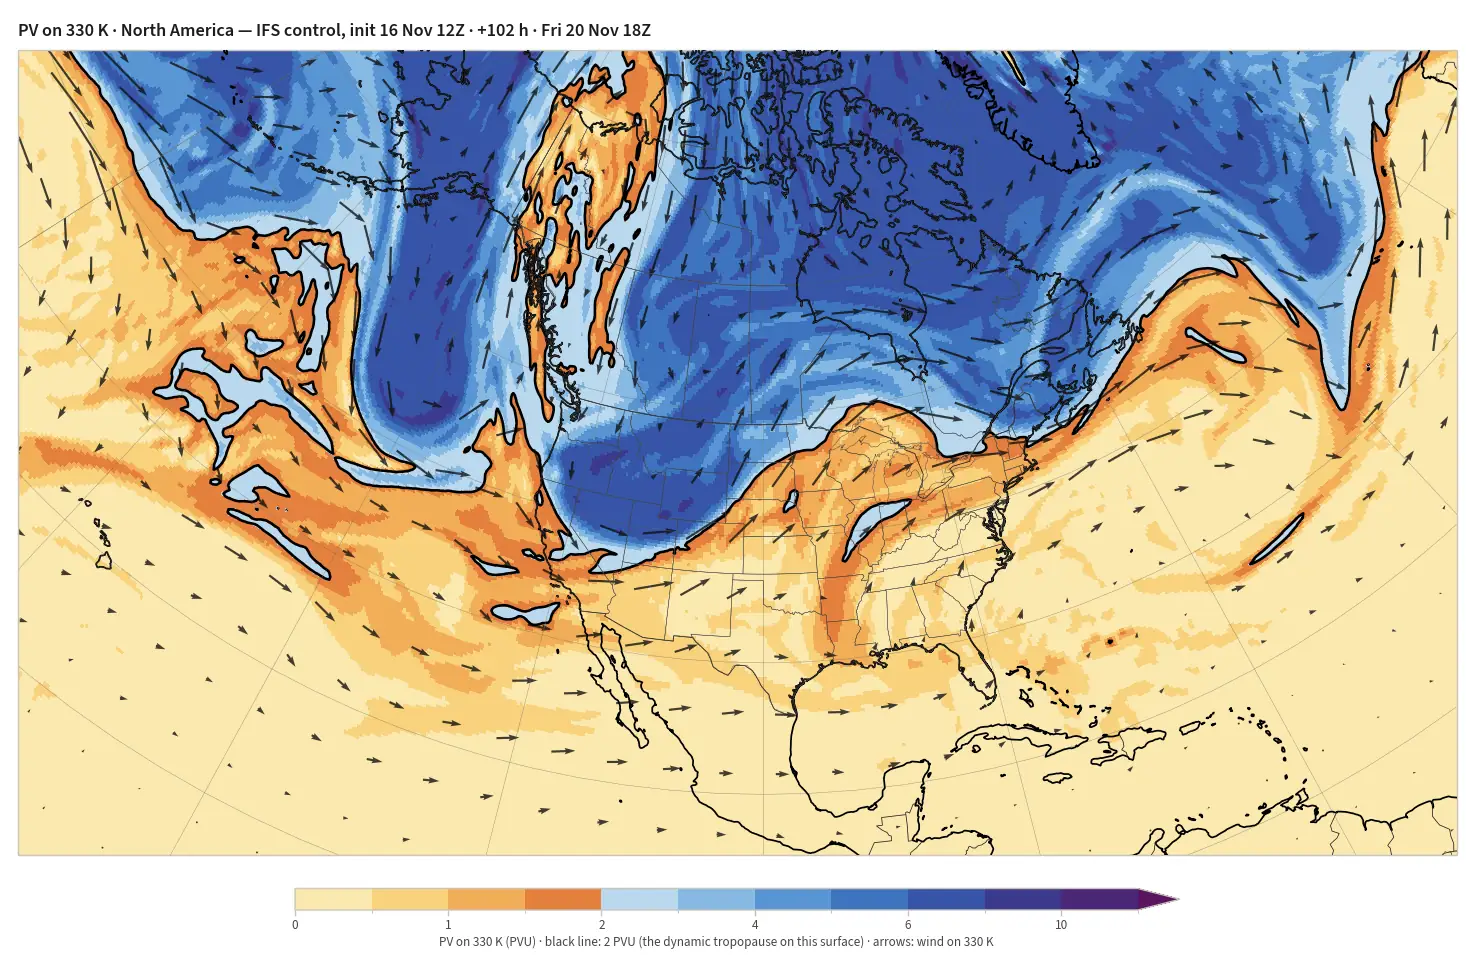 PV on 330 K · North America — IFS control, init 16 Nov 12Z · +102 h · Fri 20 Nov 18Z
0 1 2 4 6 10
PV on 330 K (PVU) · black line: 2 PVU (the dynamic tropopause on this surface) · arrows: wind on 330 K